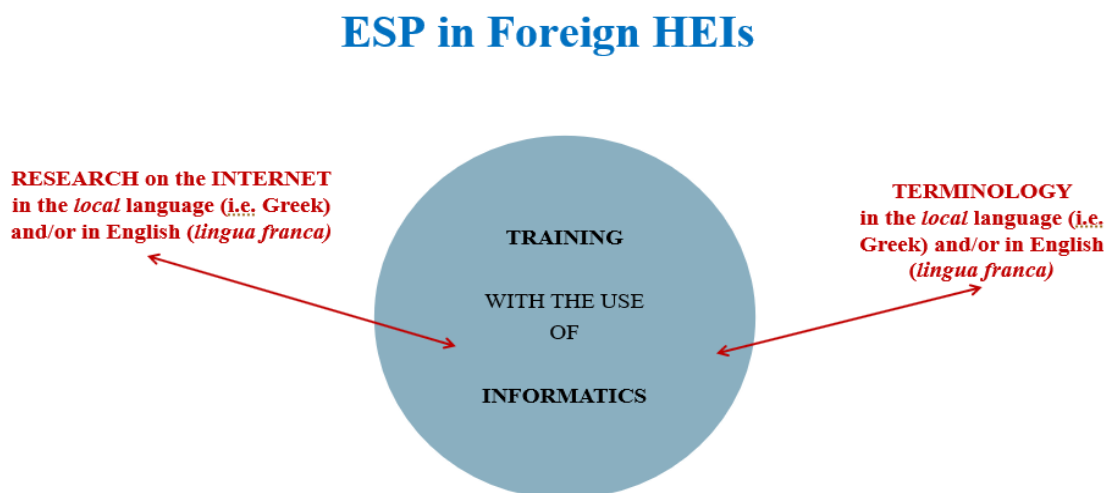 ESP in Foreign HEIs
RESEARCH on the INTERNET
in the local language (i.e. Greek)
and/or in English (lingua franca)
TERMINOLOGY
in the local language (i.e.
Greek) and/or in English
(lingua franca)
TRAINING
WITH THE USE
OF
INFORMATICS